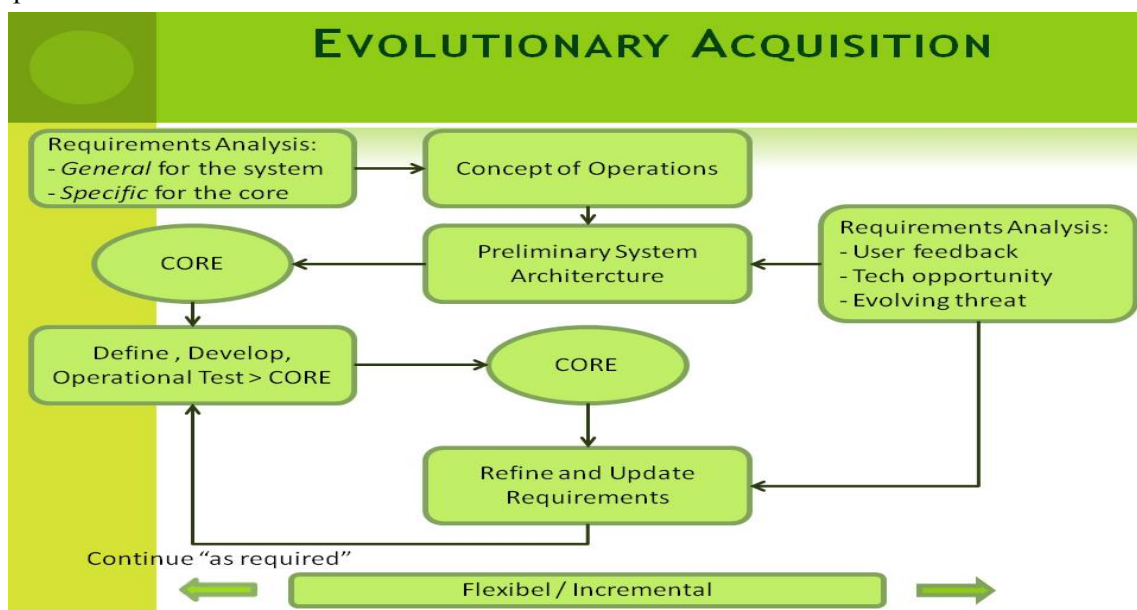 EVOLUTIONARY ACQUISITION
Requirements Analysis:
- General for the system
- Specific for the core
Concept of Operations
Requirements Analysis:
- User feedback
- Tech opportunity
- Evolving threat
Preliminary System
Architercture
CORE
Define , Develop,
Operational Test > CORE
CORE
Refine and Update
Requirements
Continue “as required”
Flexibel / Incremental